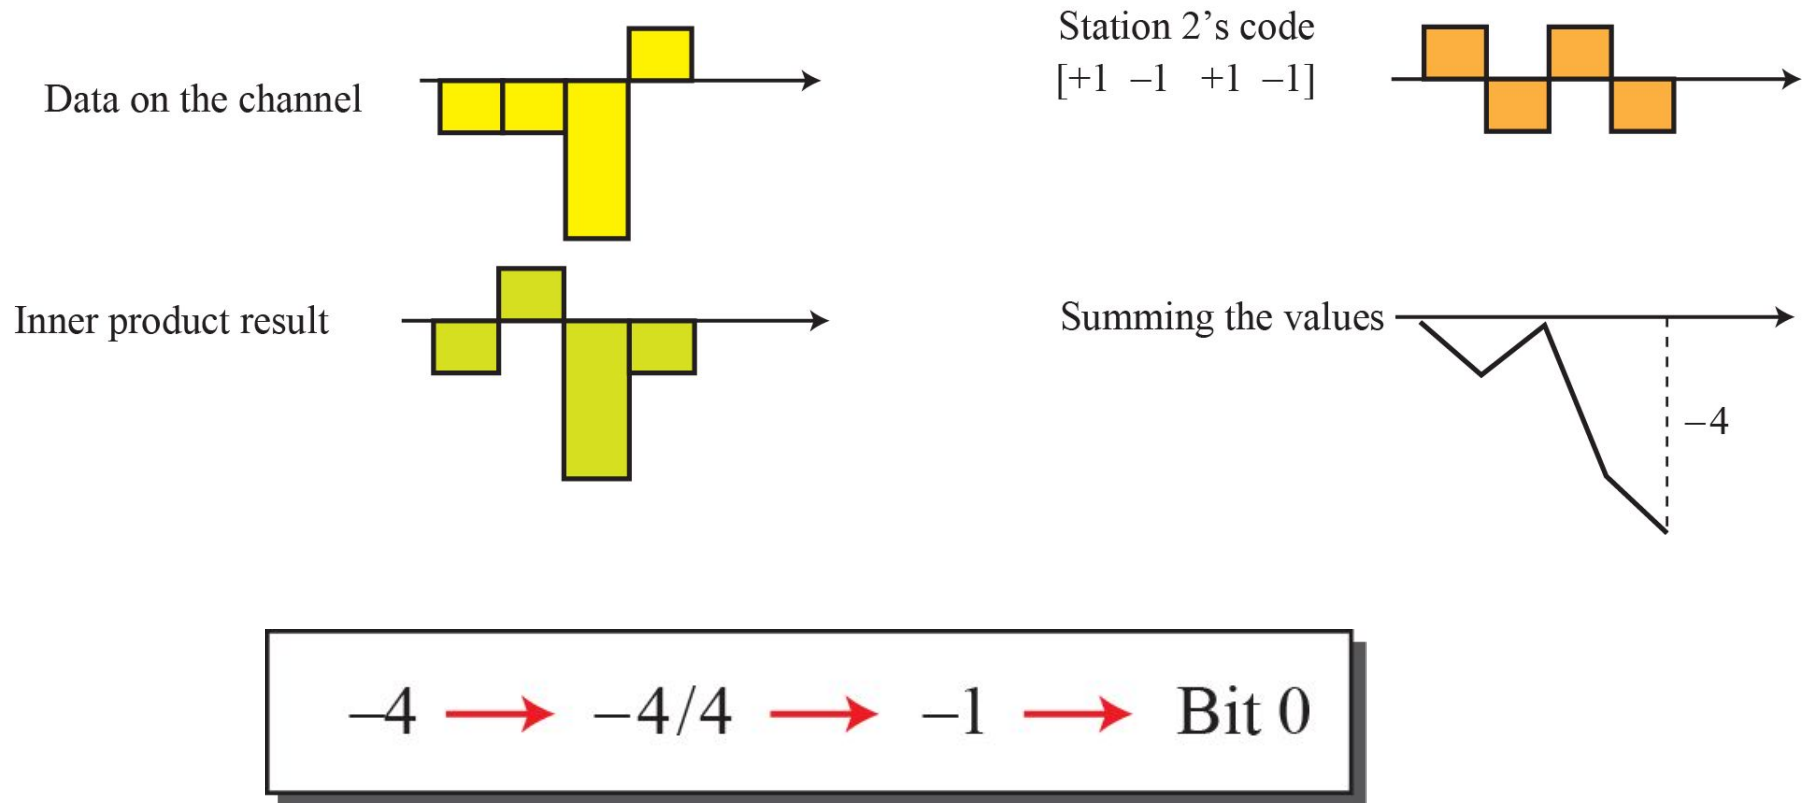 Data on the channel
Station 2’s code
[+1 –1 +1 –1]
Inner product result
Summing the values
–4
–4 –4/4 –1 Bit 0